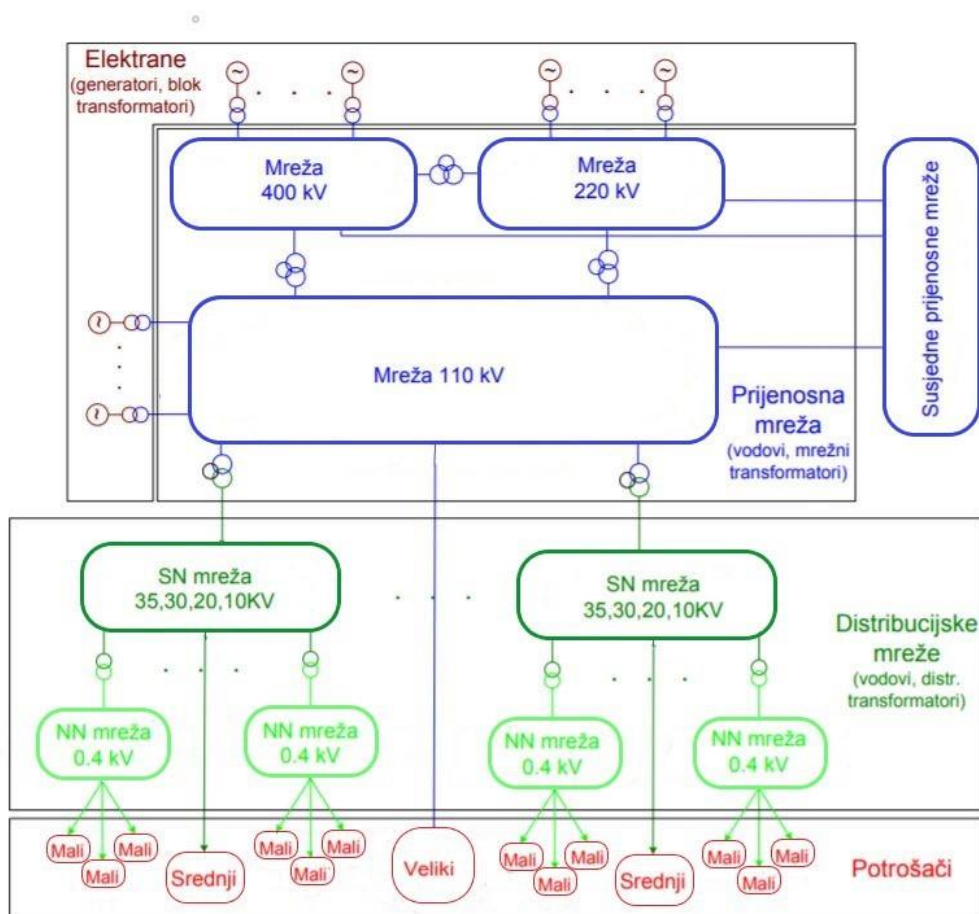 Elektrane
(generatori, blok
transformatori)
~
~
~
~
Mreža
400 kV
Mreža
220 kV
Susjedne prijenosne mreže
~
~
Mreža 110 kV
Prijenosna
mreža
(vodovi, mrežni
transformatori)
SN mreža
35,30,20,10KV
SN mreža
35,30,20,10KV
Distribucijske
mreže
(vodovi, distr.
transformatori)
NN mreža
0.4 kV
NN mreža
0.4 kV
NN mreža
0.4 kV
NN mreža
0.4 kV
Mali
Mali
Mali
Srednji
Mali
Mali
Mali
Veliki
Mali
Mali
Mali
Srednji
Mali
Mali
Mali
Potrošači